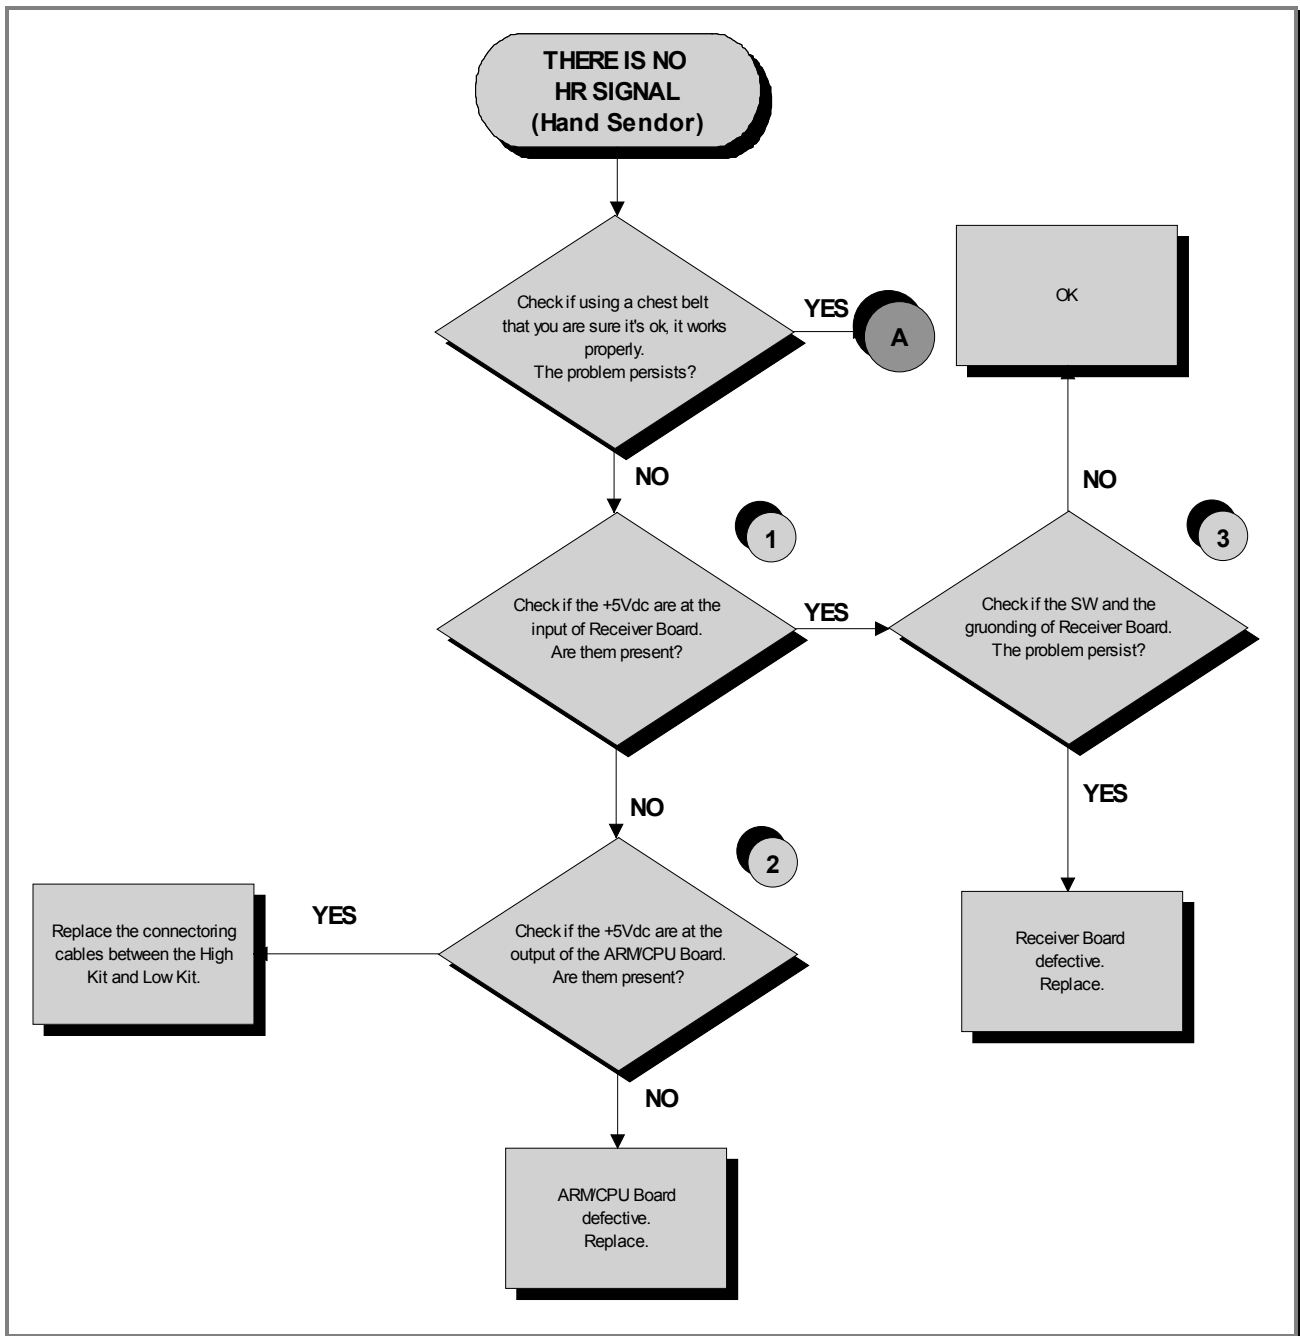 THERE IS NO
HR SIGNAL
(Hand Sendor)
Check if using a chest belt
that you are sure it's ok, it works
properly.
The problem persists?
YES
A
OK
NO
NO
1
3
Check if the +5Vdc are at the
input of Receiver Board.
Are them present?
YES
Check if the SW and the
gruonding of Receiver Board.
The problem persist?
NO
YES
2
Replace the connectoring
cables between the High
Kit and Low Kit.
YES
Check if the +5Vdc are at the
output of the ARM/CPU Board.
Are them present?
Receiver Board
defective.
Replace.
NO
ARM/CPU Board
defective.
Replace.